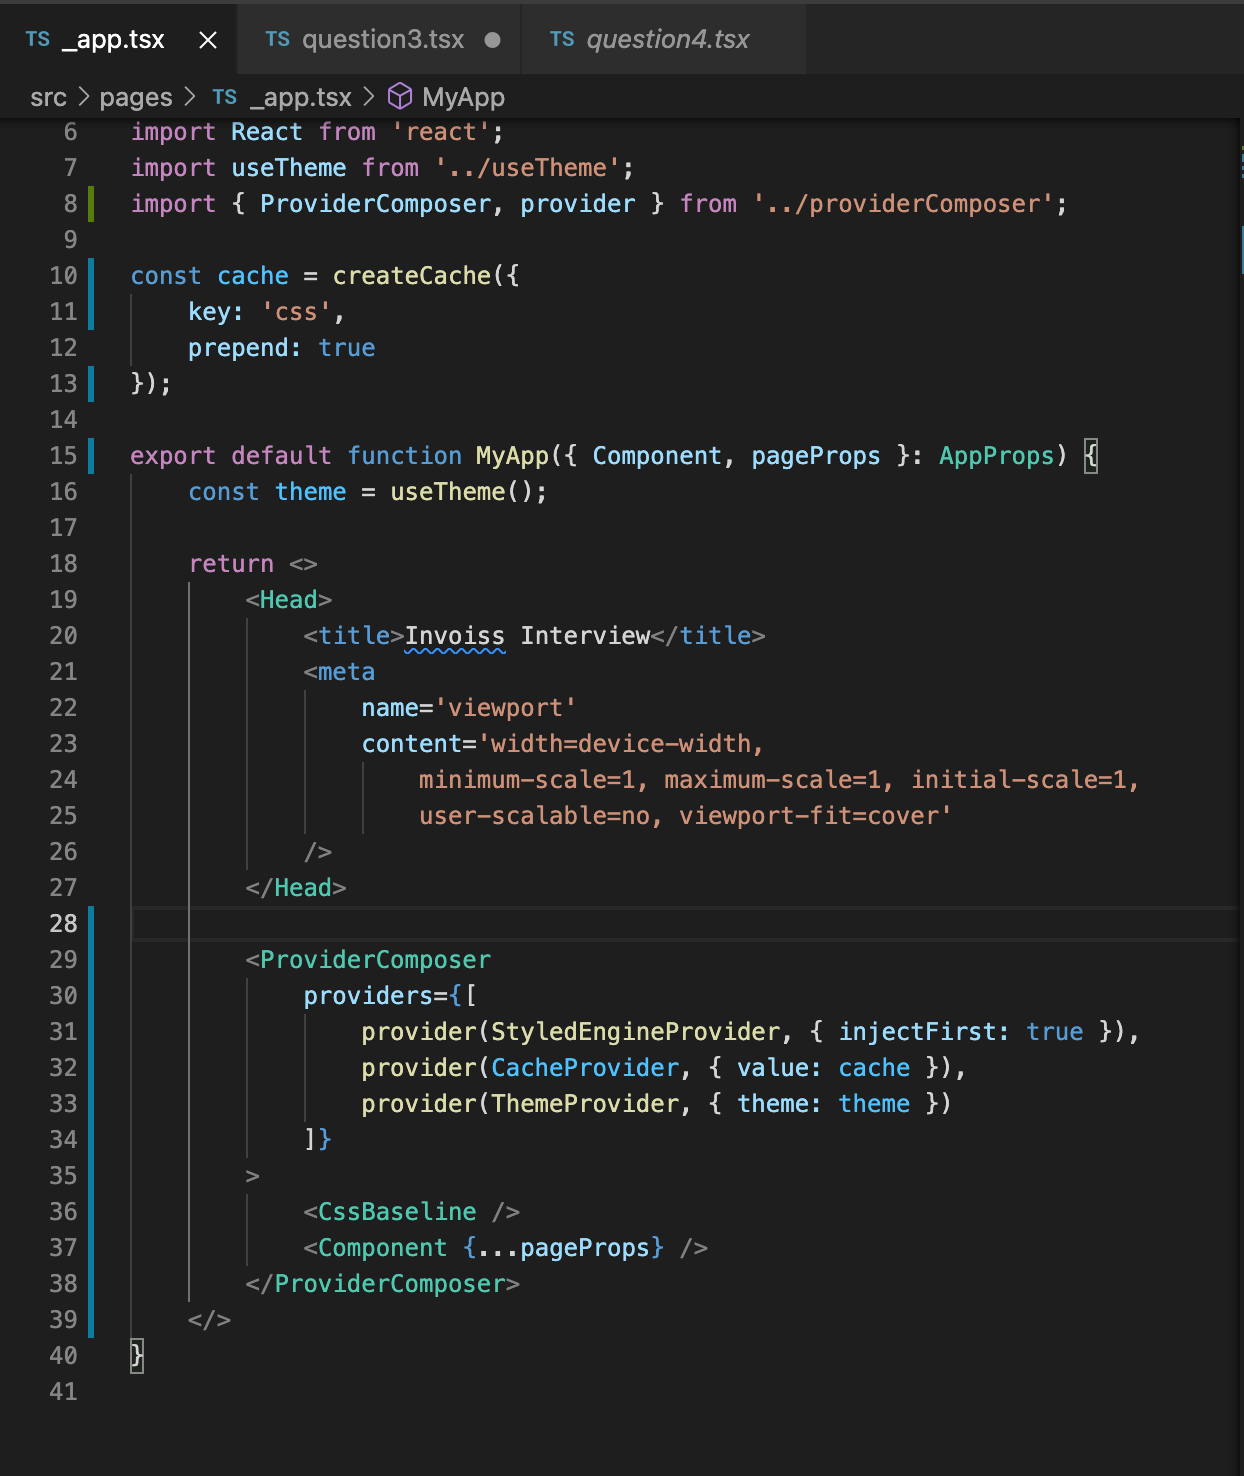 TS _app.tsx × TS question3.tsx ● TS question4.tsx
src > pages > TS _app.tsx > MyApp
6 import React from 'react';
7 import useTheme from '../useTheme';
8 import { ProviderComposer, provider } from '../providerComposer';
9
10 const cache = createCache({
11     key: 'css',
12     prepend: true
13 });
14
15 export default function MyApp({ Component, pageProps }: AppProps) {
16     const theme = useTheme();
17
18     return <>
19         <Head>
20             <title>Invoiss Interview</title>
21             <meta
22                 name='viewport'
23                 content='width=device-width,
24                     minimum-scale=1, maximum-scale=1, initial-scale=1,
25                     user-scalable=no, viewport-fit=cover'
26             />
27         </Head>
28
29         <ProviderComposer
30             providers={[
31                 provider(StyledEngineProvider, { injectFirst: true }),
32                 provider(CacheProvider, { value: cache }),
33                 provider(ThemeProvider, { theme: theme })
34             ]}
35         >
36             <CssBaseline />
37             <Component {...pageProps} />
38         </ProviderComposer>
39     </>
40 }
41